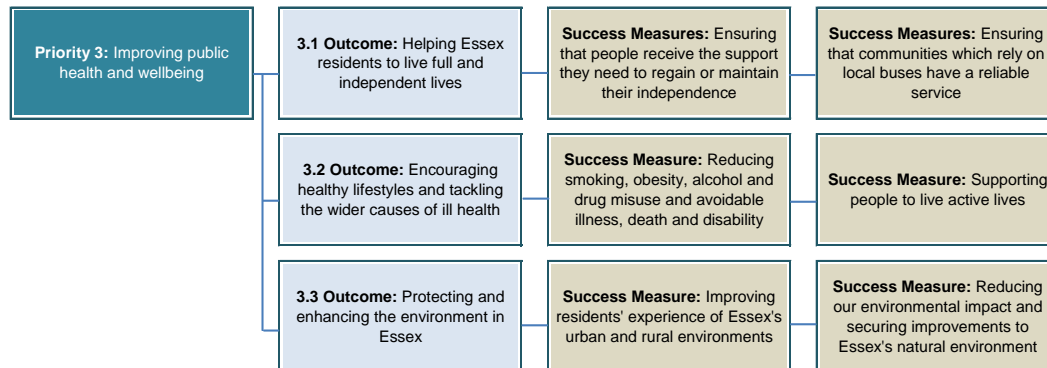 Priority 3: Improving public
health and wellbeing
3.1 Outcome: Helping Essex
residents to live full and
independent lives
Success Measures: Ensuring
that people receive the support
they need to regain or maintain
their independence
Success Measures: Ensuring
that communities which rely on
local buses have a reliable
service
3.2 Outcome: Encouraging
healthy lifestyles and tackling
the wider causes of ill health
Success Measure: Reducing
smoking, obesity, alcohol and
drug misuse and avoidable
illness, death and disability
Success Measure: Supporting
people to live active lives
3.3 Outcome: Protecting and
enhancing the environment in
Essex
Success Measure: Improving
residents' experience of Essex's
urban and rural environments
Success Measure: Reducing
our environmental impact and
securing improvements to
Essex's natural environment